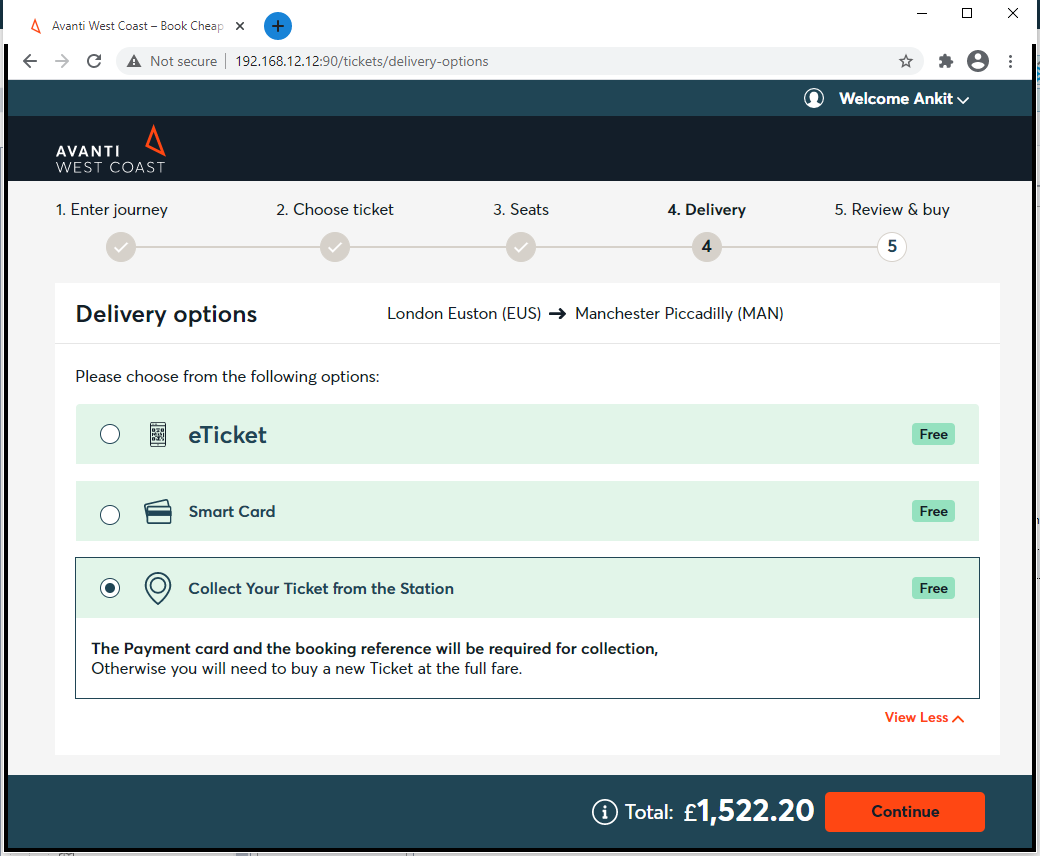 Avanti West Coast – Book Cheap
Not secure | 192.168.12.12:90/tickets/delivery-options
Welcome Ankit
AVANTI
WEST COAST
1. Enter journey 2. Choose ticket 3. Seats 4. Delivery 5. Review & buy
4 5
Delivery options London Euston (EUS) → Manchester Piccadilly (MAN)
Please choose from the following options:
eTicket Free
Smart Card Free
Collect Your Ticket from the Station Free
The Payment card and the booking reference will be required for collection,
Otherwise you will need to buy a new Ticket at the full fare.
View Less
i Total: £1,522.20 Continue